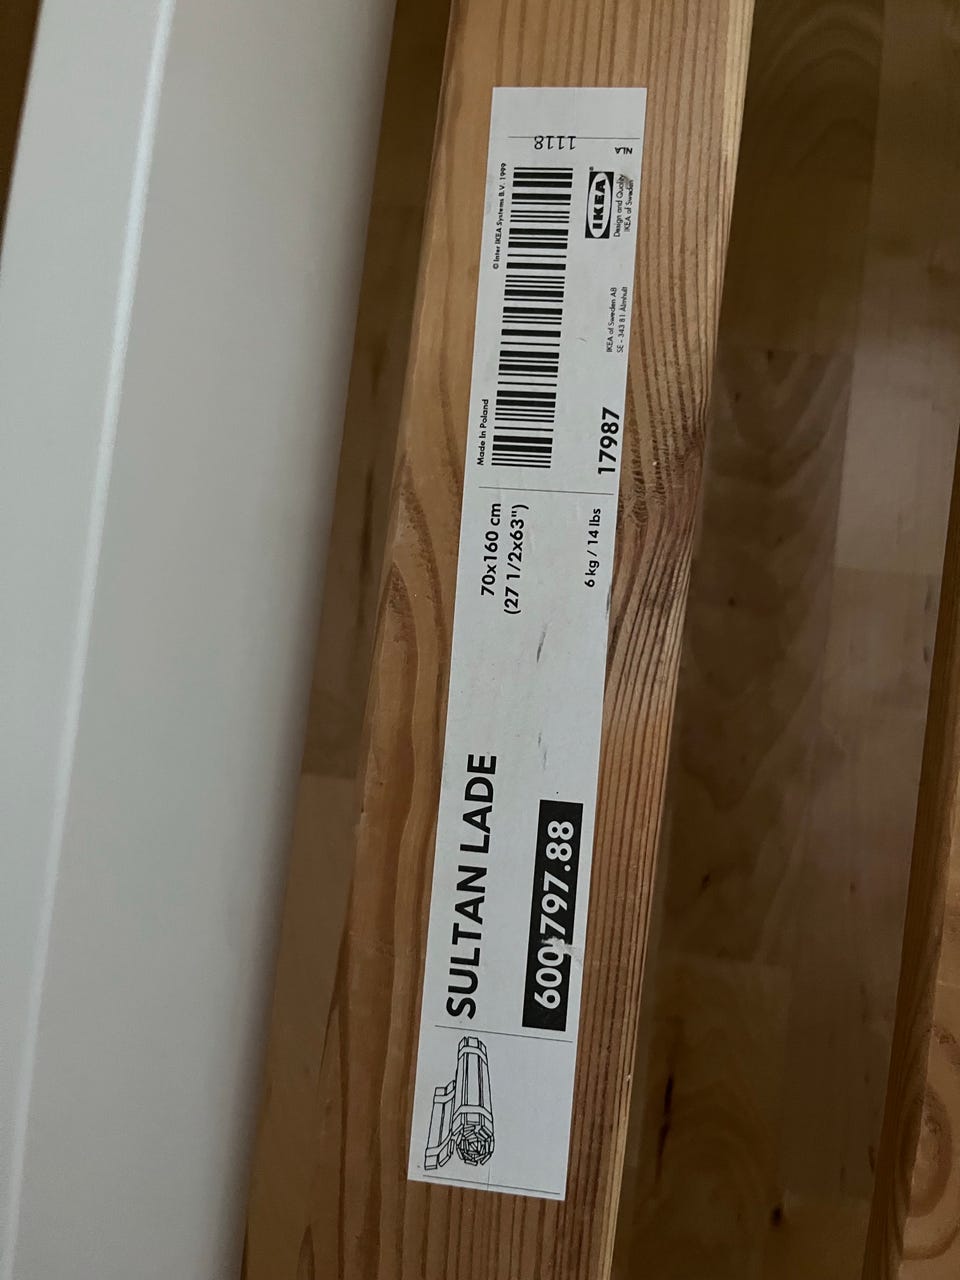 SULTAN LADE
600.797.88
70x160 cm
(27 1/2x63")
6 kg / 14 lbs
Made in Poland
© Inter IKEA Systems B.V. 1999
17987
IKEA of Sweden AB
SE - 343 81 Älmhult
IKEA®
Design and Quality
IKEA of Sweden
1118
NLA